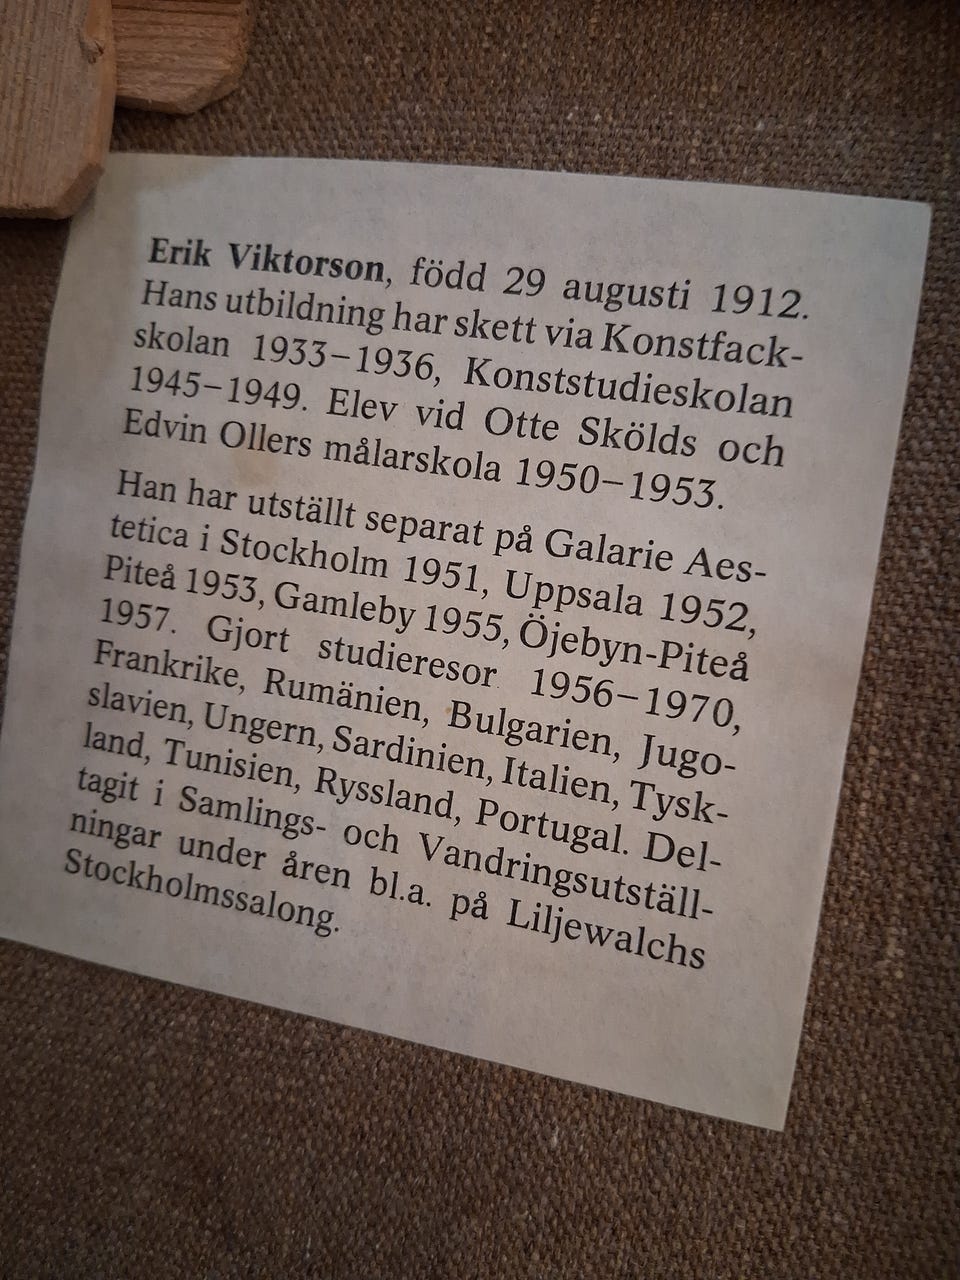 Erik Viktorson, född 29 augusti 1912.
Hans utbildning har skett via Konstfack-
skolan 1933–1936, Konststudieskolan
1945–1949. Elev vid Otte Skölds och
Edvin Ollers målarskola 1950–1953.
Han har utställt separat på Galarie Aes-
tetica i Stockholm 1951, Uppsala 1952,
Piteå 1953, Gamleby 1955, Öjebyn-Piteå
1957. Gjort studieresor 1956–1970,
Frankrike, Rumänien, Bulgarien, Jugo-
slavien, Ungern, Sardinien, Italien, Tysk-
land, Tunisien, Ryssland, Portugal. Del-
tagit i Samlings- och Vandringsutställ-
ningar under åren bl.a. på Liljewalchs
Stockholmssalong.